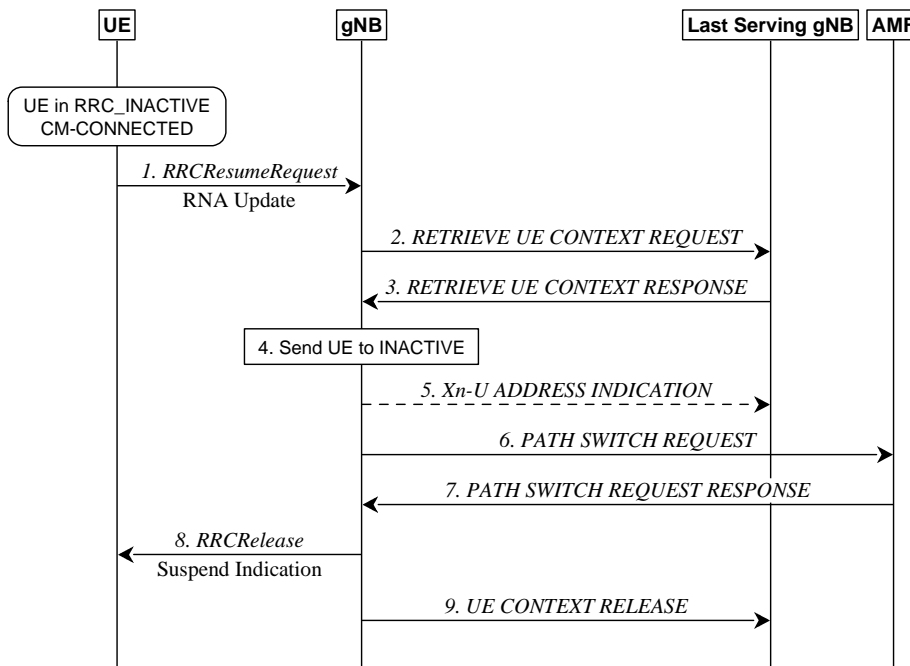 UE
gNB
Last Serving gNB
AMF
UE in RRC_INACTIVE
CM-CONNECTED
1. RRCResumeRequest
RNA Update
2. RETRIEVE UE CONTEXT REQUEST
3. RETRIEVE UE CONTEXT RESPONSE
4. Send UE to INACTIVE
5. Xn-U ADDRESS INDICATION
6. PATH SWITCH REQUEST
7. PATH SWITCH REQUEST RESPONSE
8. RRCRelease
Suspend Indication
9. UE CONTEXT RELEASE